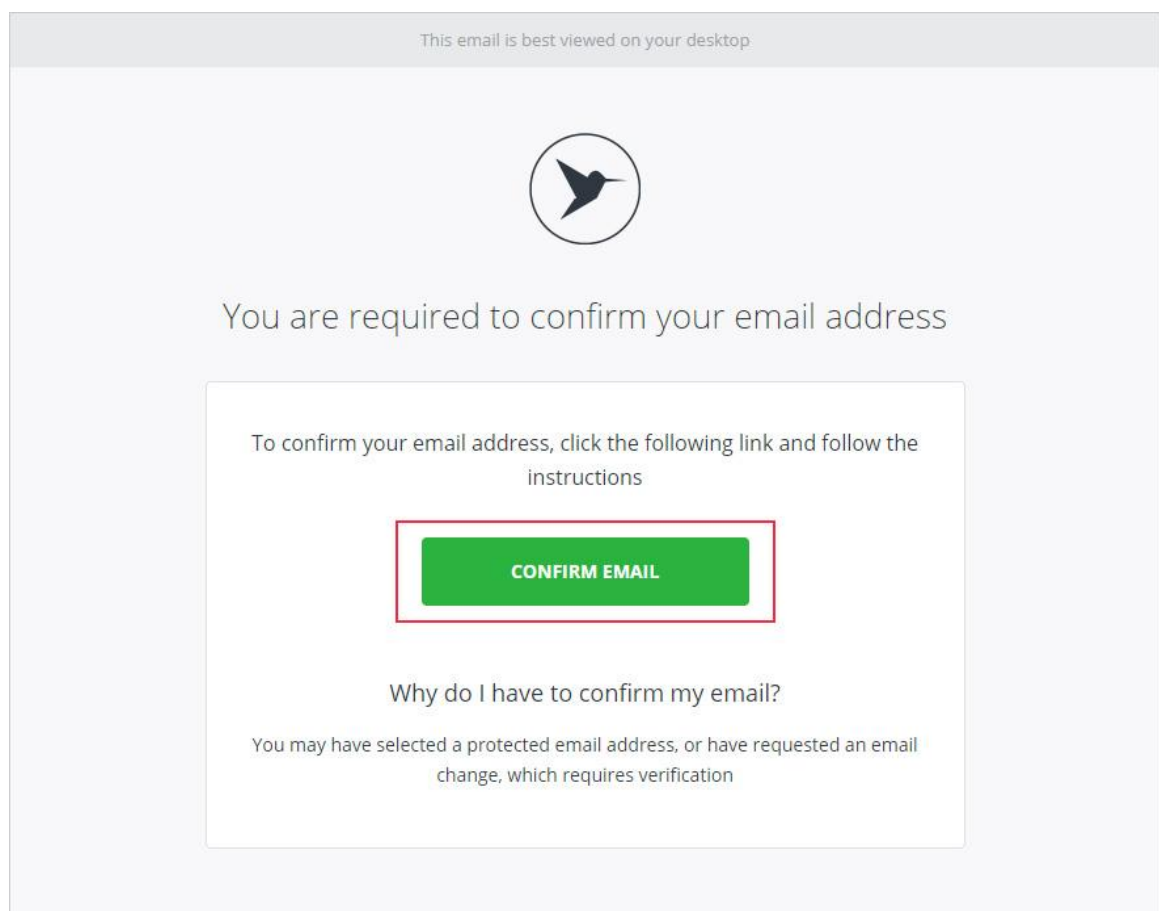 This email is best viewed on your desktop
You are required to confirm your email address
To confirm your email address, click the following link and follow the
instructions
CONFIRM EMAIL
Why do I have to confirm my email?
You may have selected a protected email address, or have requested an email
change, which requires verification